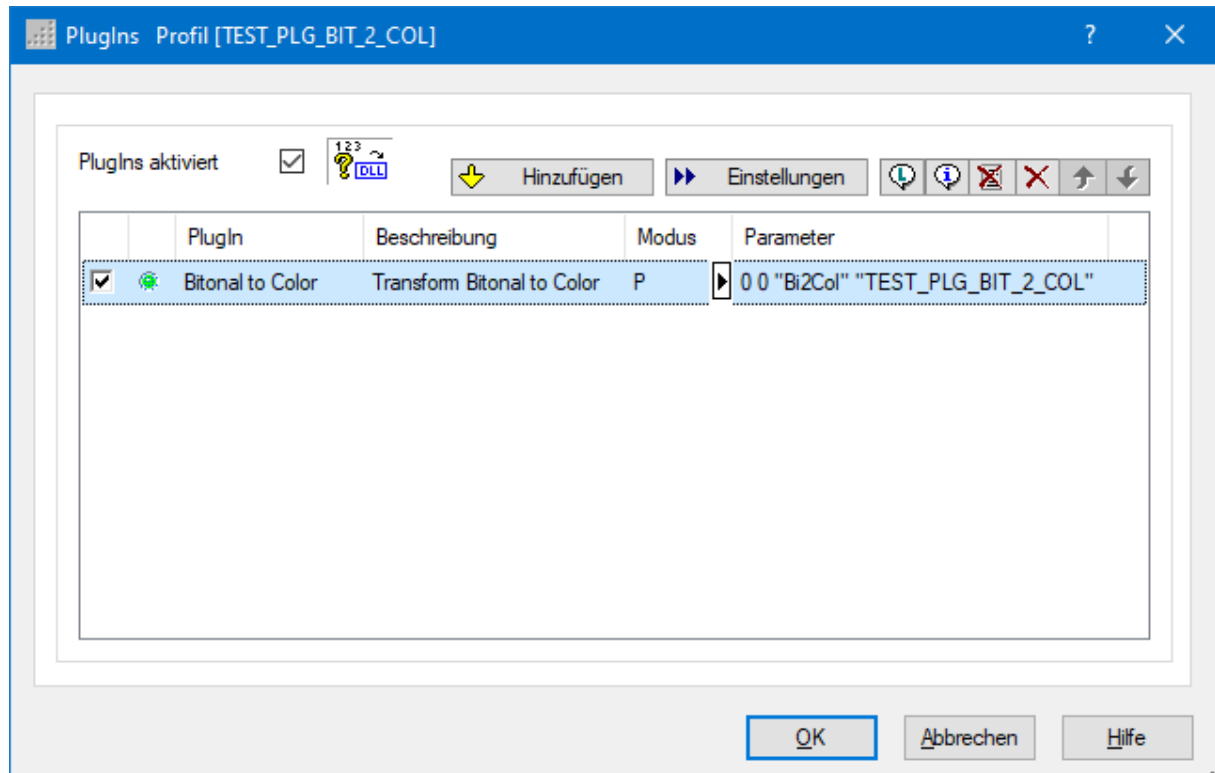 PlugIns Profil [TEST_PLG_BIT_2_COL] ?
PlugIns aktiviert 123 ? DLL Hinzufügen Einstellungen L i
PlugIn Beschreibung Modus Parameter
Bitonal to Color Transform Bitonal to Color P 0 0 "Bi2Col" "TEST_PLG_BIT_2_COL"
OK Abbrechen Hilfe